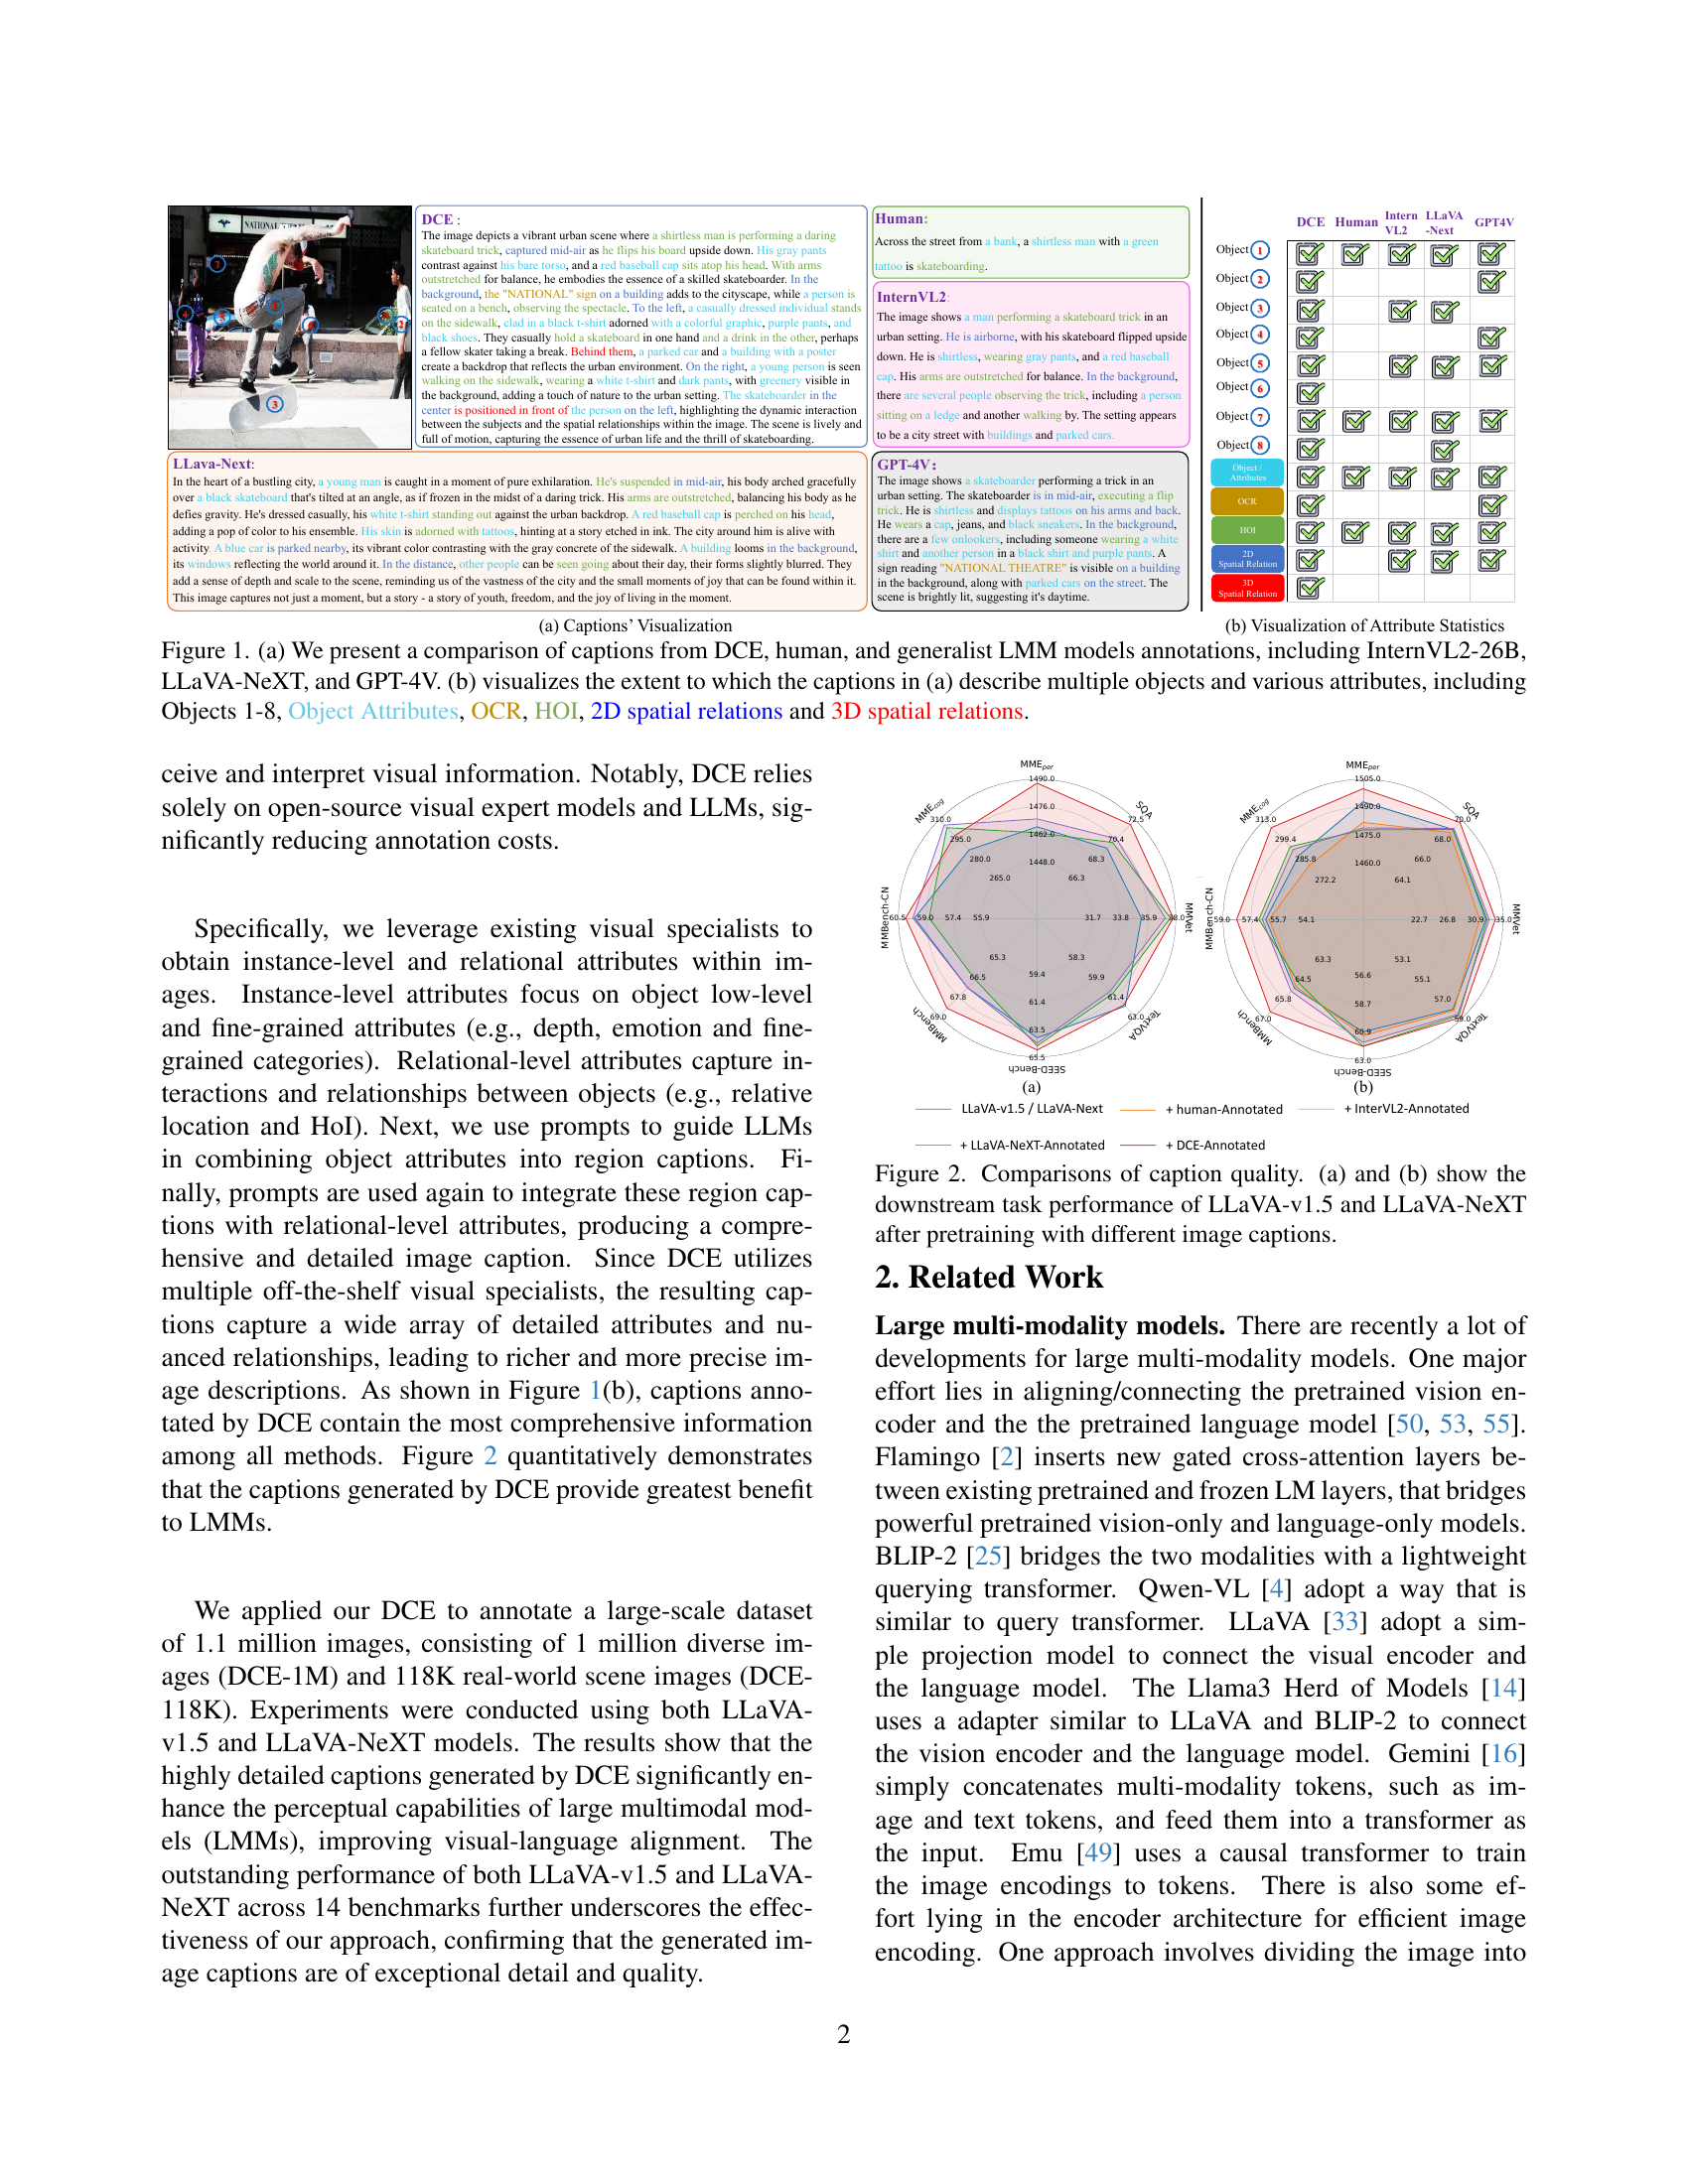 NATIONAL
7
1
4
5
6
8
2
3
DCE :
The image depicts a vibrant urban scene where a shirtless man is performing a daring
skateboard trick, captured mid-air as he flips his board upside down. His gray pants
contrast against his bare torso, and a red baseball cap sits atop his head. With arms
outstretched for balance, he embodies the essence of a skilled skateboarder. In the
background, the "NATIONAL" sign on a building adds to the cityscape, while a person is
seated on a bench, observing the spectacle. To the left, a casually dressed individual stands
on the sidewalk, clad in a black t-shirt adorned with a colorful graphic, purple pants, and
black shoes. They casually hold a skateboard in one hand and a drink in the other, perhaps
a fellow skater taking a break. Behind them, a parked car and a building with a poster
create a backdrop that reflects the urban environment. On the right, a young person is seen
walking on the sidewalk, wearing a white t-shirt and dark pants, with greenery visible in
the background, adding a touch of nature to the urban setting. The skateboarder in the
center is positioned in front of the person on the left, highlighting the dynamic interaction
between the subjects and the spatial relationships within the image. The scene is lively and
full of motion, capturing the essence of urban life and the thrill of skateboarding.
Human:
Across the street from a bank, a shirtless man with a green
tattoo is skateboarding.
InternVL2:
The image shows a man performing a skateboard trick in an
urban setting. He is airborne, with his skateboard flipped upside
down. He is shirtless, wearing gray pants, and a red baseball
cap. His arms are outstretched for balance. In the background,
there are several people observing the trick, including a person
sitting on a ledge and another walking by. The setting appears
to be a city street with buildings and parked cars.
LLava-Next:
In the heart of a bustling city, a young man is caught in a moment of pure exhilaration. He's suspended in mid-air, his body arched gracefully
over a black skateboard that's tilted at an angle, as if frozen in the midst of a daring trick. His arms are outstretched, balancing his body as he
defies gravity. He's dressed casually, his white t-shirt standing out against the urban backdrop. A red baseball cap is perched on his head,
adding a pop of color to his ensemble. His skin is adorned with tattoos, hinting at a story etched in ink. The city around him is alive with
activity. A blue car is parked nearby, its vibrant color contrasting with the gray concrete of the sidewalk. A building looms in the background,
its windows reflecting the world around it. In the distance, other people can be seen going about their day, their forms slightly blurred. They
add a sense of depth and scale to the scene, reminding us of the vastness of the city and the small moments of joy that can be found within it.
This image captures not just a moment, but a story - a story of youth, freedom, and the joy of living in the moment.
GPT-4V:
The image shows a skateboarder performing a trick in an
urban setting. The skateboarder is in mid-air, executing a flip
trick. He is shirtless and displays tattoos on his arms and back.
He wears a cap, jeans, and black sneakers. In the background,
there are a few onlookers, including someone wearing a white
shirt and another person in a black shirt and purple pants. A
sign reading "NATIONAL THEATRE" is visible on a building
in the background, along with parked cars on the street. The
scene is brightly lit, suggesting it's daytime.
DCE Human Intern VL2 LLaVA -Next GPT4V
Object 1
Object 2
Object 3
Object 4
Object 5
Object 6
Object 7
Object 8
Object / Attributes
OCR
HOI
2D Spatial Relation
3D Spatial Relation
(a) Captions' Visualization
(b) Visualization of Attribute Statistics
Figure 1. (a) We present a comparison of captions from DCE, human, and generalist LMM models annotations, including InternVL2-26B,
LLaVA-NeXT, and GPT-4V. (b) visualizes the extent to which the captions in (a) describe multiple objects and various attributes, including
Objects 1-8, Object Attributes, OCR, HOI, 2D spatial relations and 3D spatial relations.
ceive and interpret visual information. Notably, DCE relies
solely on open-source visual expert models and LLMs, sig-
nificantly reducing annotation costs.
Specifically, we leverage existing visual specialists to
obtain instance-level and relational attributes within im-
ages. Instance-level attributes focus on object low-level
and fine-grained attributes (e.g., depth, emotion and fine-
grained categories). Relational-level attributes capture in-
teractions and relationships between objects (e.g., relative
location and HoI). Next, we use prompts to guide LLMs
in combining object attributes into region captions. Fi-
nally, prompts are used again to integrate these region cap-
tions with relational-level attributes, producing a compre-
hensive and detailed image caption. Since DCE utilizes
multiple off-the-shelf visual specialists, the resulting cap-
tions capture a wide array of detailed attributes and nu-
anced relationships, leading to richer and more precise im-
age descriptions. As shown in Figure 1(b), captions anno-
tated by DCE contain the most comprehensive information
among all methods. Figure 2 quantitatively demonstrates
that the captions generated by DCE provide greatest benefit
to LMMs.
We applied our DCE to annotate a large-scale dataset
of 1.1 million images, consisting of 1 million diverse im-
ages (DCE-1M) and 118K real-world scene images (DCE-
118K). Experiments were conducted using both LLaVA-
v1.5 and LLaVA-NeXT models. The results show that the
highly detailed captions generated by DCE significantly en-
hance the perceptual capabilities of large multimodal mod-
els (LMMs), improving visual-language alignment. The
outstanding performance of both LLaVA-v1.5 and LLaVA-
NeXT across 14 benchmarks further underscores the effec-
tiveness of our approach, confirming that the generated im-
age captions are of exceptional detail and quality.
MMEper
1490.0
1476.0
1462.0
1448.0
MMEcog
310.0
295.0
280.0
265.0
SQA
72.5
70.4
68.3
66.3
MMBench-CN
60.5 59.0 57.4 55.9
31.7 33.8 35.9 38.0
MMVet
65.3
66.5
67.8
69.0
MMBench
59.4
61.4
63.5
65.5
SEED-Bench
58.3
59.9
61.4
63.0
TextVQA
(a)
MMEper
1505.0
1490.0
1475.0
1460.0
MMEcog
313.0
299.4
285.8
272.2
SQA
70.0
68.0
66.0
64.1
MMBench-CN
59.0 57.4 55.7 54.1
22.7 26.8 30.9 35.0
MMVet
63.3
64.5
65.8
67.0
MMBench
56.6
58.7
60.9
63.0
SEED-Bench
53.1
55.1
57.0
59.0
TextVQA
(b)
LLaVA-v1.5 / LLaVA-Next + human-Annotated + InterVL2-Annotated
+ LLaVA-NeXT-Annotated + DCE-Annotated
Figure 2. Comparisons of caption quality. (a) and (b) show the
downstream task performance of LLaVA-v1.5 and LLaVA-NeXT
after pretraining with different image captions.
2. Related Work
Large multi-modality models. There are recently a lot of
developments for large multi-modality models. One major
effort lies in aligning/connecting the pretrained vision en-
coder and the the pretrained language model [50, 53, 55].
Flamingo [2] inserts new gated cross-attention layers be-
tween existing pretrained and frozen LM layers, that bridges
powerful pretrained vision-only and language-only models.
BLIP-2 [25] bridges the two modalities with a lightweight
querying transformer. Qwen-VL [4] adopt a way that is
similar to query transformer. LLaVA [33] adopt a sim-
ple projection model to connect the visual encoder and
the language model. The Llama3 Herd of Models [14]
uses a adapter similar to LLaVA and BLIP-2 to connect
the vision encoder and the language model. Gemini [16]
simply concatenates multi-modality tokens, such as im-
age and text tokens, and feed them into a transformer as
the input. Emu [49] uses a causal transformer to train
the image encodings to tokens. There is also some ef-
fort lying in the encoder architecture for efficient image
encoding. One approach involves dividing the image into
2